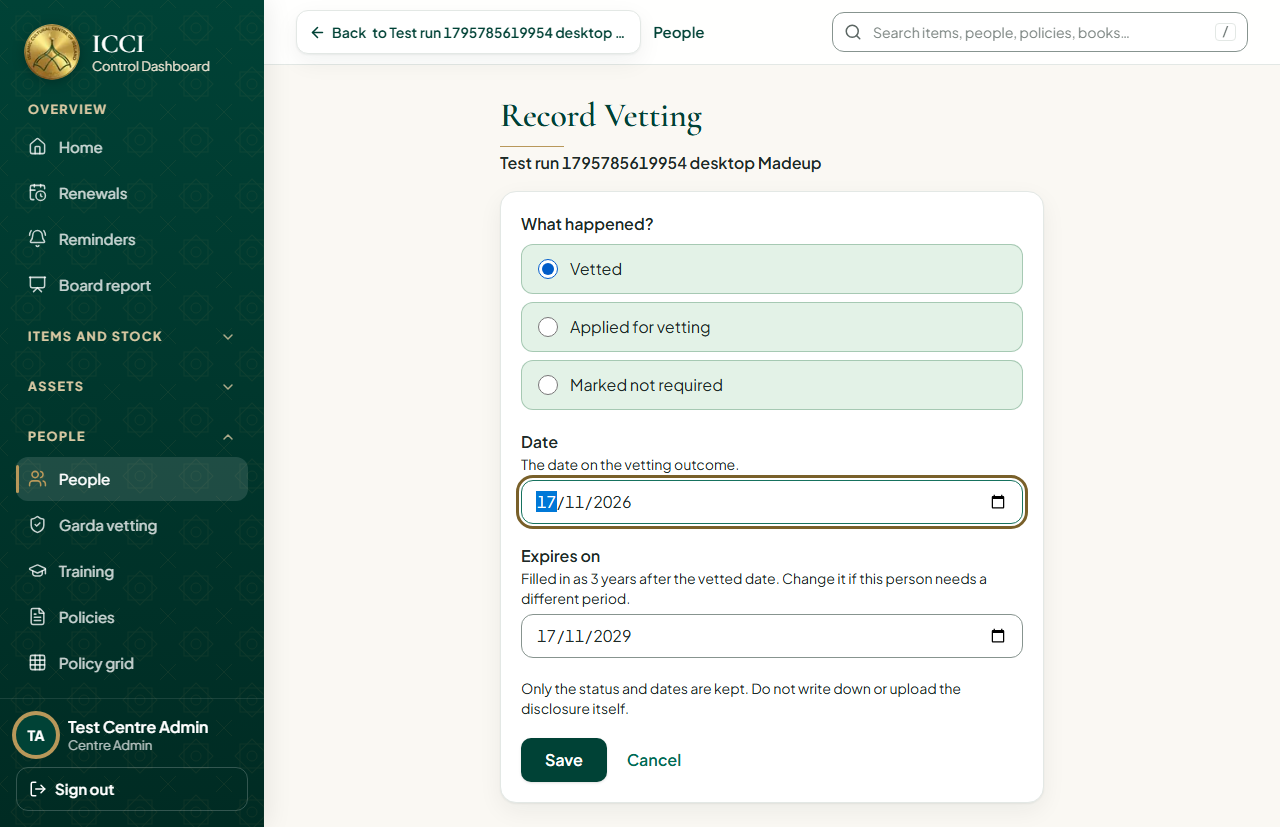 ICCI
Control Dashboard
OVERVIEW
Home
Renewals
Reminders
Board report
ITEMS AND STOCK
ASSETS
PEOPLE
People
Garda vetting
Training
Policies
Policy grid
TA
Test Centre Admin
Centre Admin
Sign out
Back to Test run 1795785619954 desktop …
People
Search items, people, policies, books…
/
Record Vetting
Test run 1795785619954 desktop Madeup
What happened?
Vetted
Applied for vetting
Marked not required
Date
The date on the vetting outcome.
17/11/2026
Expires on
Filled in as 3 years after the vetted date. Change it if this person needs a
different period.
17/11/2029
Only the status and dates are kept. Do not write down or upload the
disclosure itself.
Save
Cancel